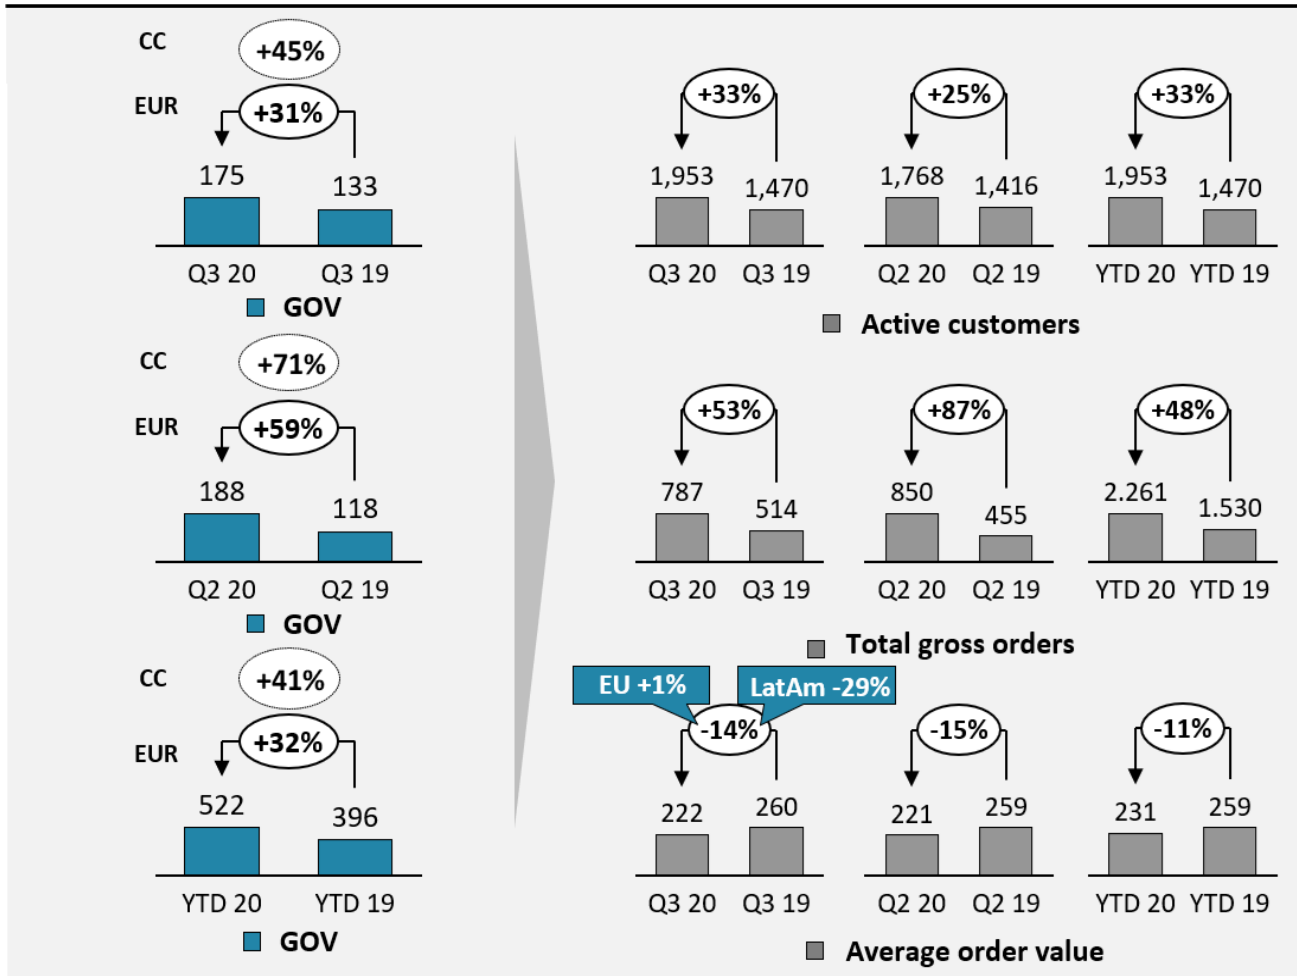 CC
+45%
EUR
+31%
175
133
Q3 20
Q3 19
GOV
CC
+71%
EUR
+59%
188
118
Q2 20
Q2 19
GOV
CC
+41%
EUR
+32%
522
396
YTD 20
YTD 19
GOV
+33%
1,953
1,470
Q3 20
Q3 19
+25%
1,768
1,416
Q2 20
Q2 19
+33%
1,953
1,470
YTD 20
YTD 19
Active customers
+53%
787
514
Q3 20
Q3 19
+87%
850
455
Q2 20
Q2 19
+48%
2.261
1.530
YTD 20
YTD 19
Total gross orders
EU +1%
LatAm -29%
-14%
222
260
Q3 20
Q3 19
-15%
221
259
Q2 20
Q2 19
-11%
231
259
YTD 20
YTD 19
Average order value